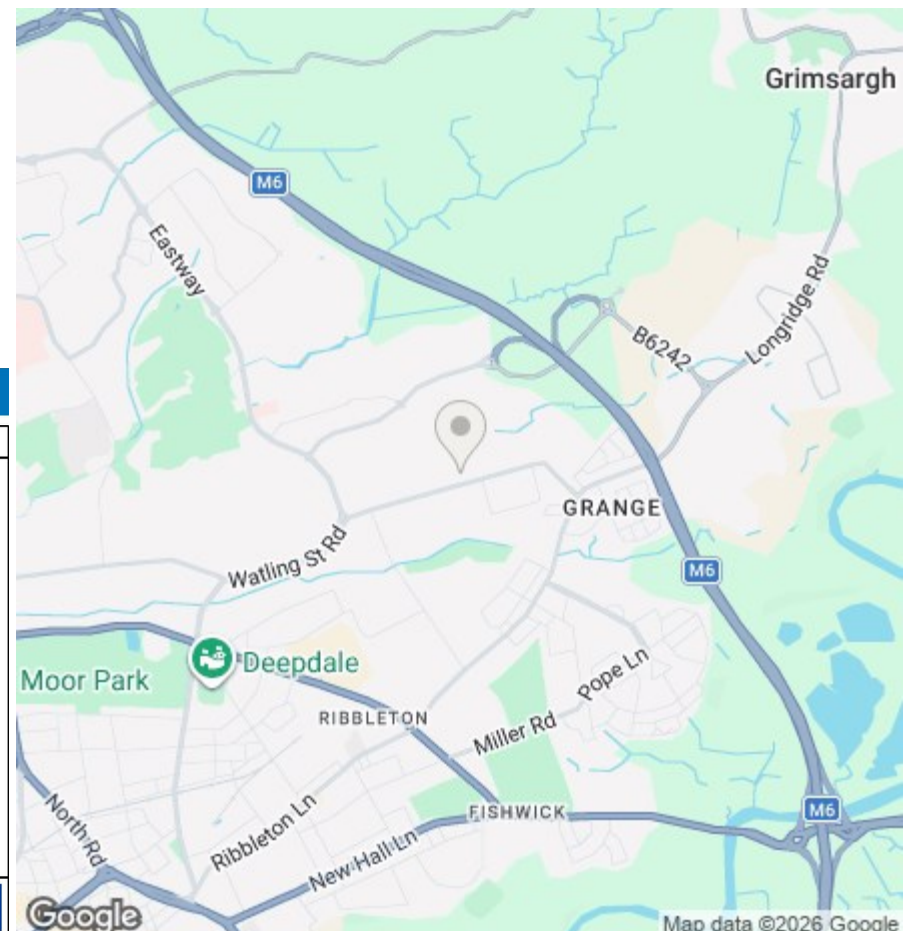 Grimsargh
M6
Eastway
Longridge Rd
B6242
GRANGE
Watling St Rd
M6
Deepdale
Moor Park
Pope Ln
RIBBLETON
Miller Rd
North Rd
Ribbleton Ln
FISHWICK
M6
New Hall Ln
Google
Map data ©2026 Google